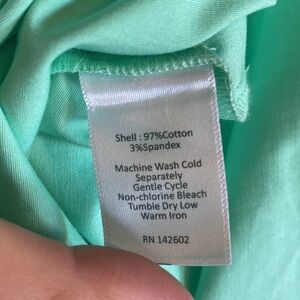 Shell : 97%Cotton
3%Spandex
Machine Wash Cold
Separately
Gentle Cycle
Non-chlorine Bleach
Tumble Dry Low
Warm Iron
RN 142602